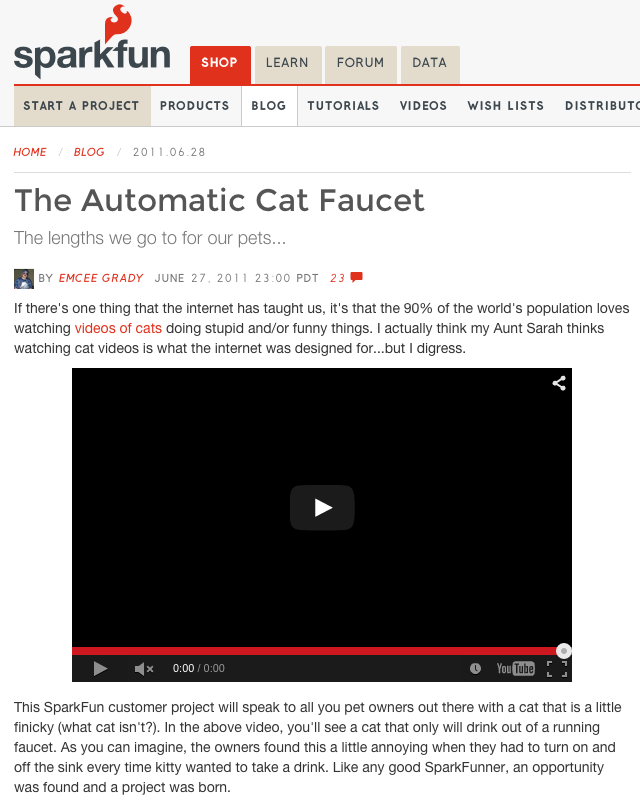 sparkfun
SHOP LEARN FORUM DATA
START A PROJECT PRODUCTS BLOG TUTORIALS VIDEOS WISH LISTS DISTRIBUTO
HOME / BLOG / 2011.06.28
The Automatic Cat Faucet
The lengths we go to for our pets...
BY EMCEE GRADY JUNE 27, 2011 23:00 PDT 23
If there's one thing that the internet has taught us, it's that the 90% of the world's population loves
watching videos of cats doing stupid and/or funny things. I actually think my Aunt Sarah thinks
watching cat videos is what the internet was designed for...but I digress.
0:00 / 0:00 YouTube
This SparkFun customer project will speak to all you pet owners out there with a cat that is a little
finicky (what cat isn't?). In the above video, you'll see a cat that only will drink out of a running
faucet. As you can imagine, the owners found this a little annoying when they had to turn on and
off the sink every time kitty wanted to take a drink. Like any good SparkFunner, an opportunity
was found and a project was born.